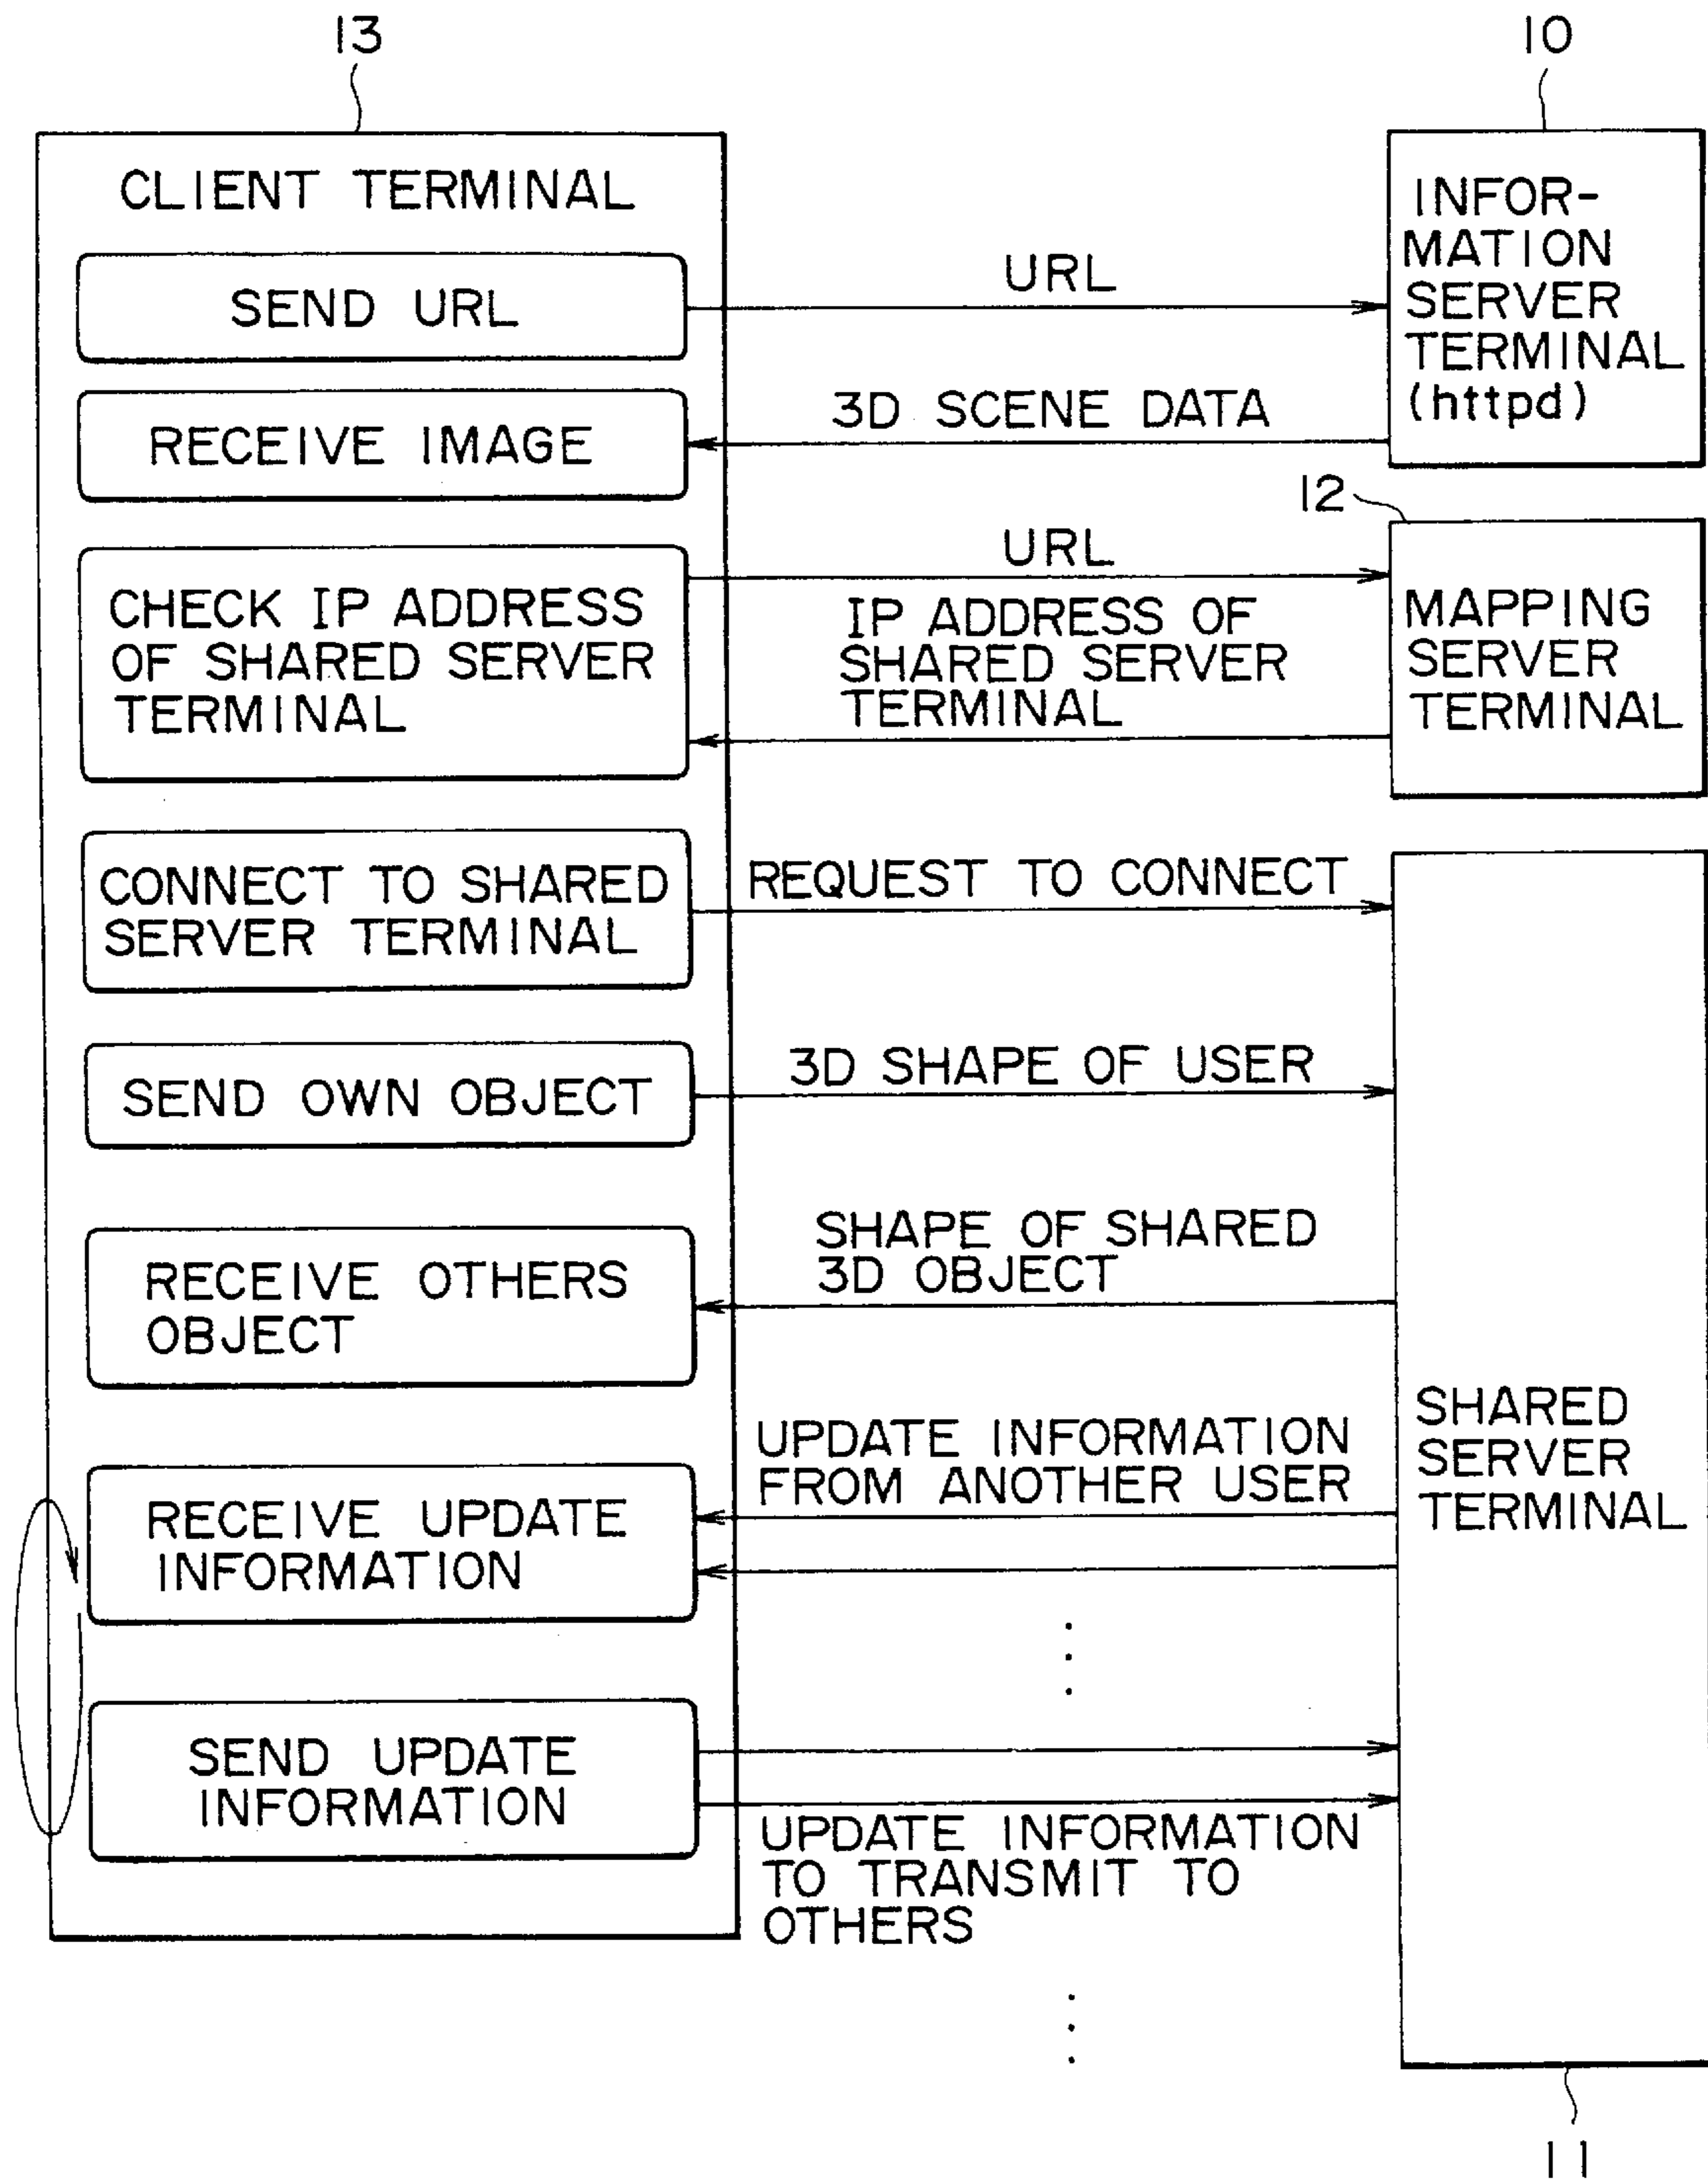 13
10
CLIENT TERMINAL
INFOR-
MATION
SERVER
TERMINAL
(httpd)
SEND URL
URL
RECEIVE IMAGE
3D SCENE DATA
12
CHECK IP ADDRESS
OF SHARED SERVER
TERMINAL
URL
IP ADDRESS OF
SHARED SERVER
TERMINAL
MAPPING
SERVER
TERMINAL
CONNECT TO SHARED
SERVER TERMINAL
REQUEST TO CONNECT
SEND OWN OBJECT
3D SHAPE OF USER
RECEIVE OTHERS
OBJECT
SHAPE OF SHARED
3D OBJECT
SHARED
SERVER
TERMINAL
RECEIVE UPDATE
INFORMATION
UPDATE INFORMATION
FROM ANOTHER USER
SEND UPDATE
INFORMATION
UPDATE INFORMATION
TO TRANSMIT TO
OTHERS
11